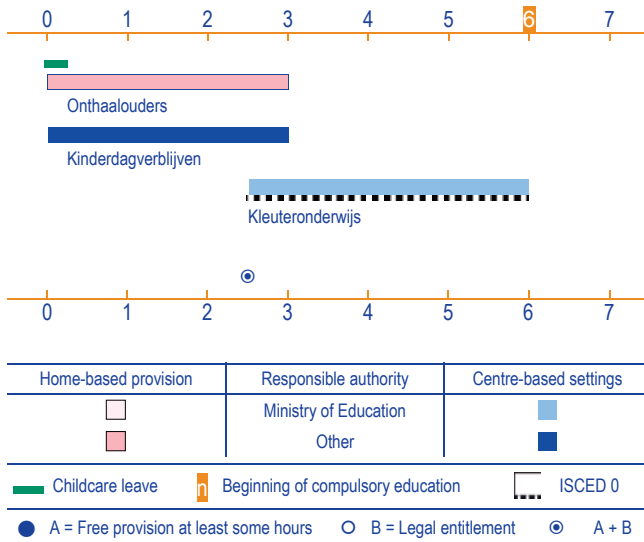 0 1 2 3 4 5 6 7
Onthaalouders
Kinderdagverblijven
Kleuteronderwijs
0 1 2 3 4 5 6 7
Home-based provision Responsible authority Centre-based settings
Ministry of Education
Other
Childcare leave n Beginning of compulsory education ISCED 0
A = Free provision at least some hours B = Legal entitlement A + B